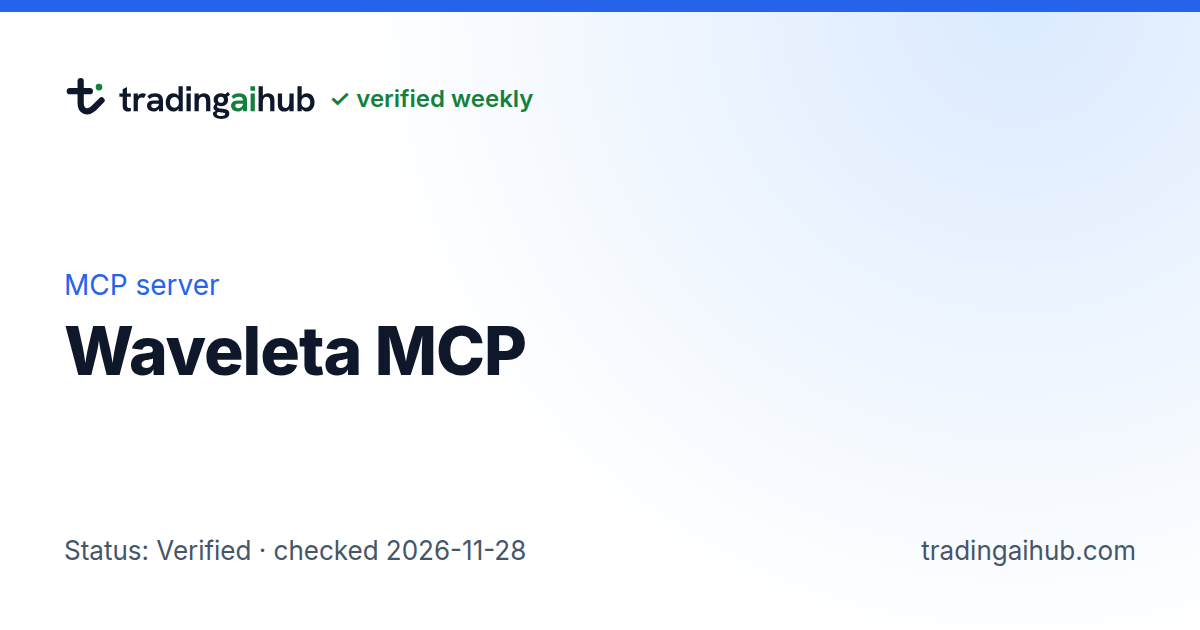 tradingaihub ✓ verified weekly
MCP server
Waveleta MCP
Status: Verified · checked 2026-11-28
tradingaihub.com